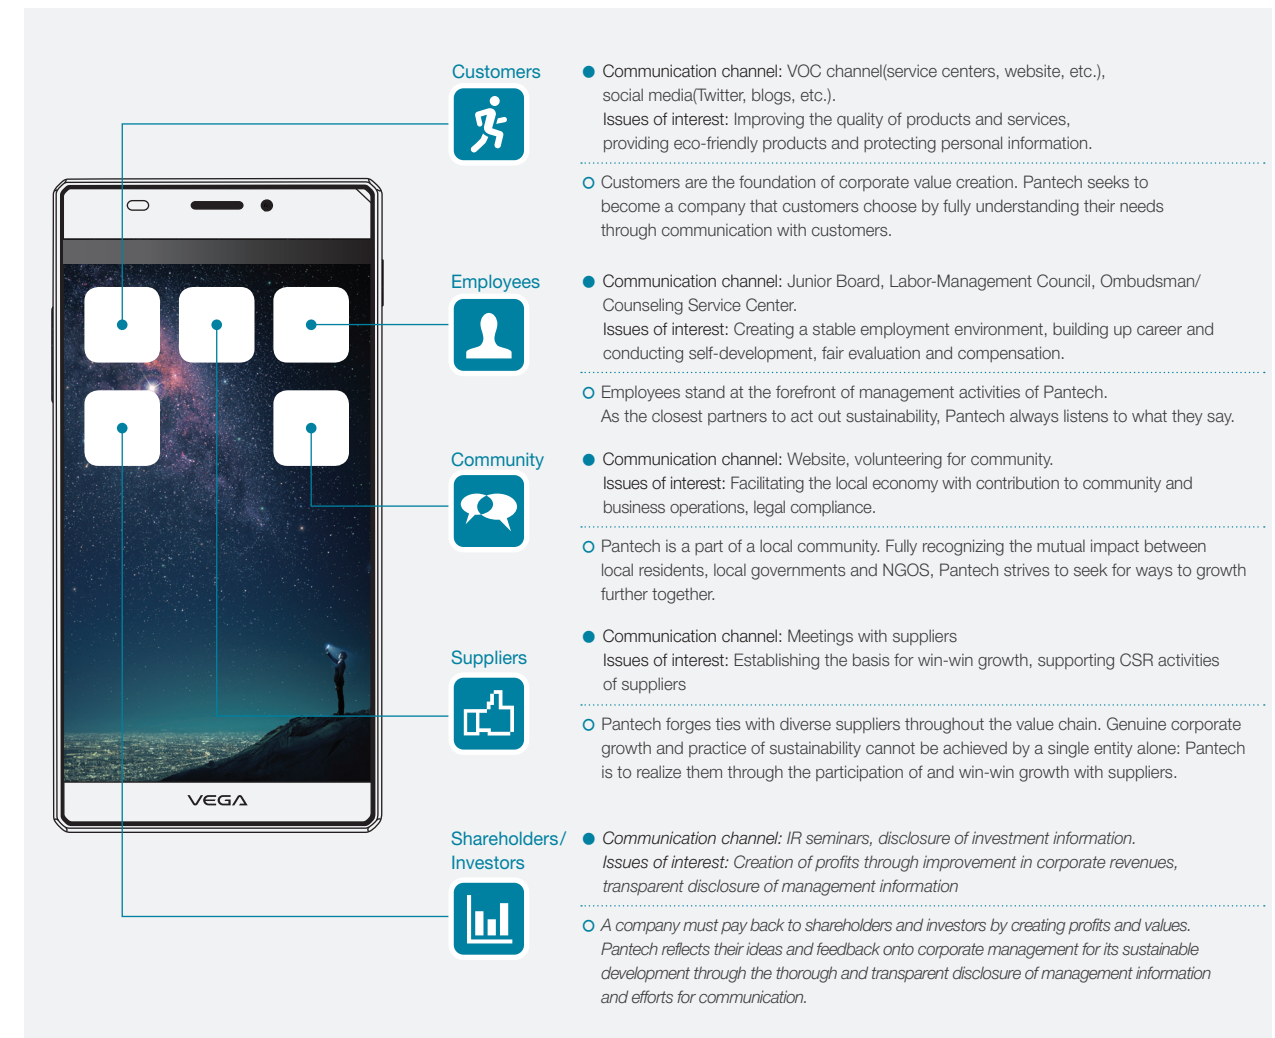 Customers
● Communication channel: VOC channel(service centers, website, etc.),
social media(Twitter, blogs, etc.).
Issues of interest: Improving the quality of products and services,
providing eco-friendly products and protecting personal information.
Customers are the foundation of corporate value creation. Pantech seeks to
become a company that customers choose by fully understanding their needs
through communication with customers.
Employees
● Communication channel: Junior Board, Labor-Management Council, Ombudsman/
Counseling Service Center.
Issues of interest: Creating a stable employment environment, building up career and
conducting self-development, fair evaluation and compensation.
Employees stand at the forefront of management activities of Pantech.
As the closest partners to act out sustainability, Pantech always listens to what they say.
Community
● Communication channel: Website, volunteering for community.
Issues of interest: Facilitating the local economy with contribution to community and
business operations, legal compliance.
Pantech is a part of a local community. Fully recognizing the mutual impact between
local residents, local governments and NGOS, Pantech strives to seek for ways to growth
further together.
Suppliers
● Communication channel: Meetings with suppliers
Issues of interest: Establishing the basis for win-win growth, supporting CSR activities
of suppliers
Pantech forges ties with diverse suppliers throughout the value chain. Genuine corporate
growth and practice of sustainability cannot be achieved by a single entity alone: Pantech
is to realize them through the participation of and win-win growth with suppliers.
VEGA
Shareholders/
Investors
● Communication channel: IR seminars, disclosure of investment information.
Issues of interest: Creation of profits through improvement in corporate revenues,
transparent disclosure of management information
A company must pay back to shareholders and investors by creating profits and values.
Pantech reflects their ideas and feedback onto corporate management for its sustainable
development through the thorough and transparent disclosure of management information
and efforts for communication.